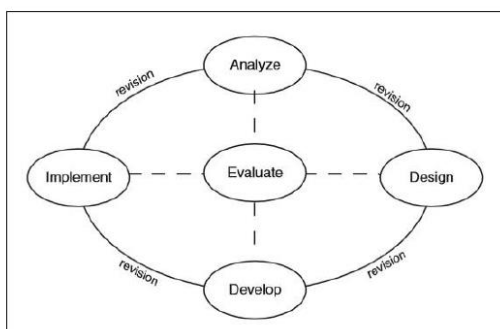 Analyze
revision
revision
Implement
Evaluate
Design
revision
revision
Develop